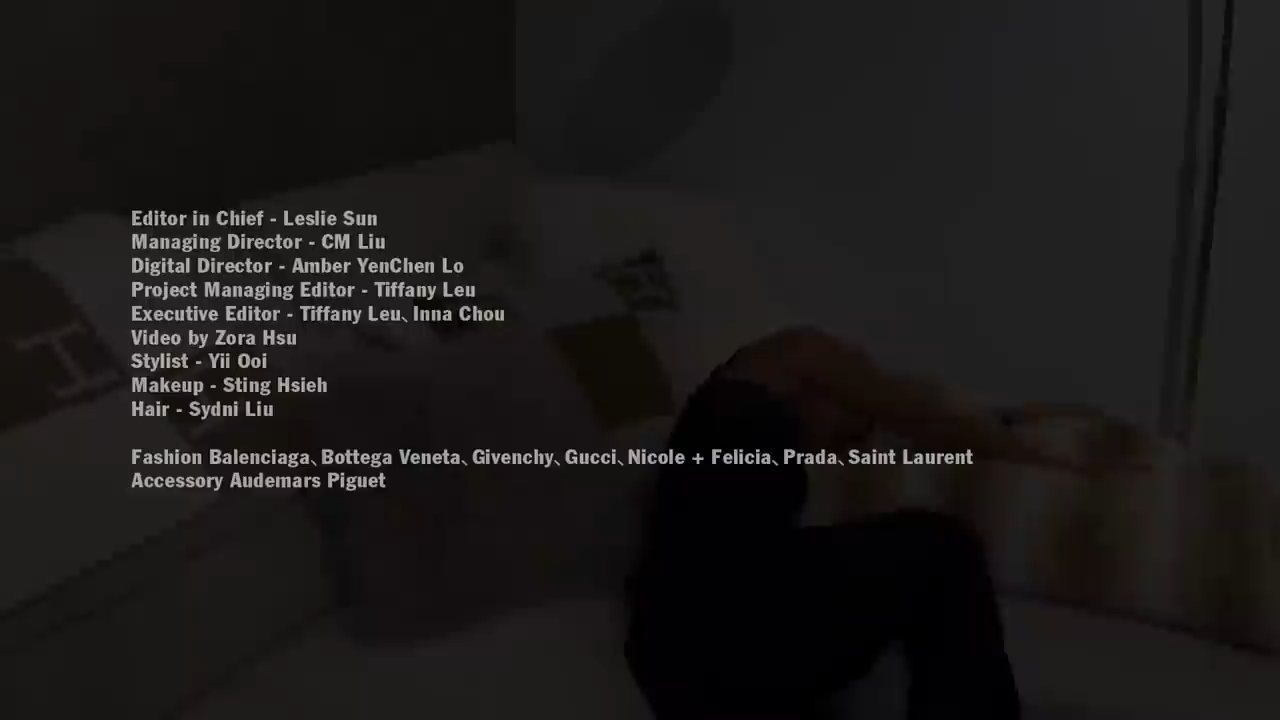 Editor in Chief - Leslie Sun
Managing Director - CM Liu
Digital Director - Amber YenChen Lo
Project Managing Editor - Tiffany Leu
Executive Editor - Tiffany Leu、Inna Chou
Video by Zora Hsu
Stylist - Yii Ooi
Makeup - Sting Hsieh
Hair - Sydni Liu
Fashion Balenciaga、Bottega Veneta、Givenchy、Gucci、Nicole + Felicia、Prada、Saint Laurent
Accessory Audemars Piguet